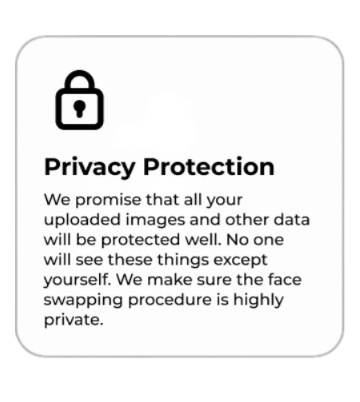 Privacy Protection
We promise that all your
uploaded images and other data
will be protected well. No one
will see these things except
yourself. We make sure the face
swapping procedure is highly
private.